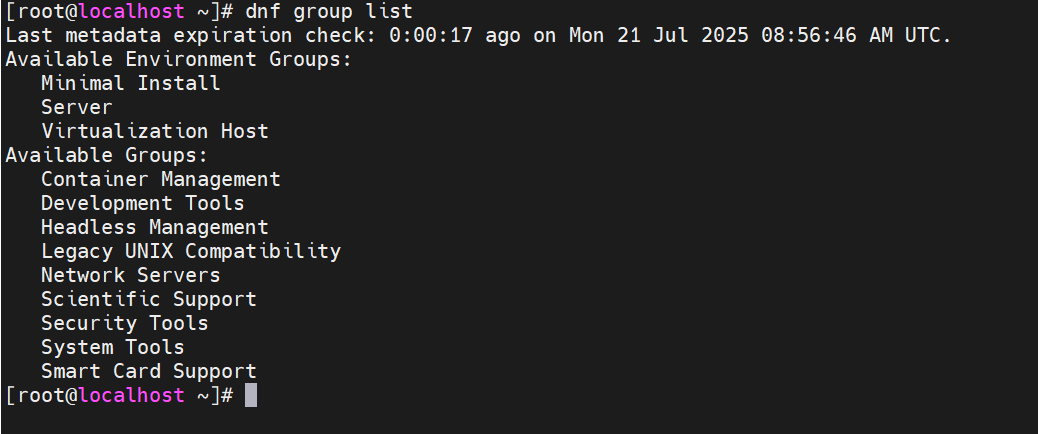 [root@localhost ~]# dnf group list
Last metadata expiration check: 0:00:17 ago on Mon 21 Jul 2025 08:56:46 AM UTC.
Available Environment Groups:
   Minimal Install
   Server
   Virtualization Host
Available Groups:
   Container Management
   Development Tools
   Headless Management
   Legacy UNIX Compatibility
   Network Servers
   Scientific Support
   Security Tools
   System Tools
   Smart Card Support
[root@localhost ~]#